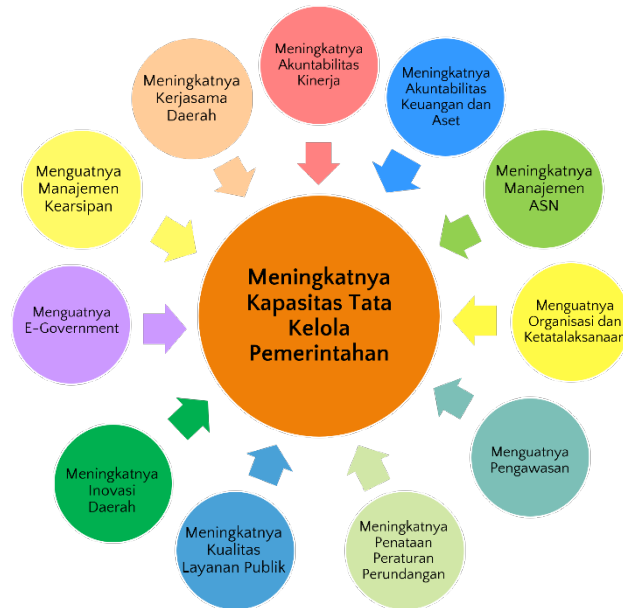 Meningkatnya
Akuntabilitas
Kinerja
Meningkatnya
Akuntabilitas
Keuangan dan
Aset
Meningkatnya
Manajemen
ASN
Menguatnya
Organisasi dan
Ketatalaksanaan
Menguatnya
Pengawasan
Meningkatnya
Penataan
Peraturan
Perundangan
Meningkatnya
Kualitas
Layanan Publik
Meningkatnya
Inovasi
Daerah
Menguatnya
E-Government
Menguatnya
Manajemen
Kearsipan
Meningkatnya
Kerjasama
Daerah
Meningkatnya
Kapasitas Tata
Kelola
Pemerintahan